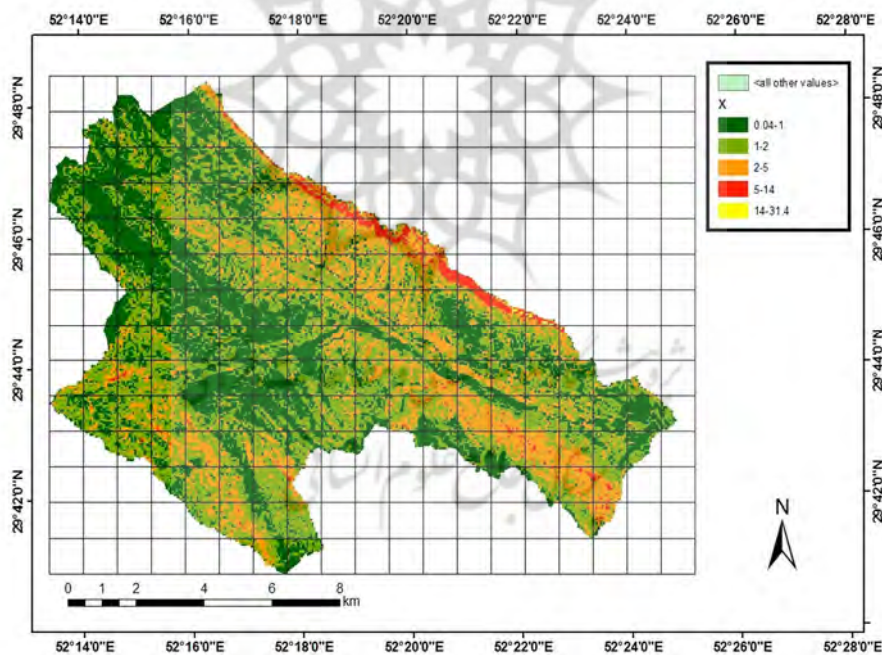 52°14'0"E 52°16'0"E 52°18'0"E 52°20'0"E 52°22'0"E 52°24'0"E 52°26'0"E 52°28'0"E
<all other values>
X
0.04-1
1-2
2-5
5-14
14-31.4
29°48'0"N 29°48'0"N
29°46'0"N 29°46'0"N
29°44'0"N 29°44'0"N
29°42'0"N 29°42'0"N
N
0 1 2 4 6 8
km
52°14'0"E 52°16'0"E 52°18'0"E 52°20'0"E 52°22'0"E 52°24'0"E 52°26'0"E 52°28'0"E